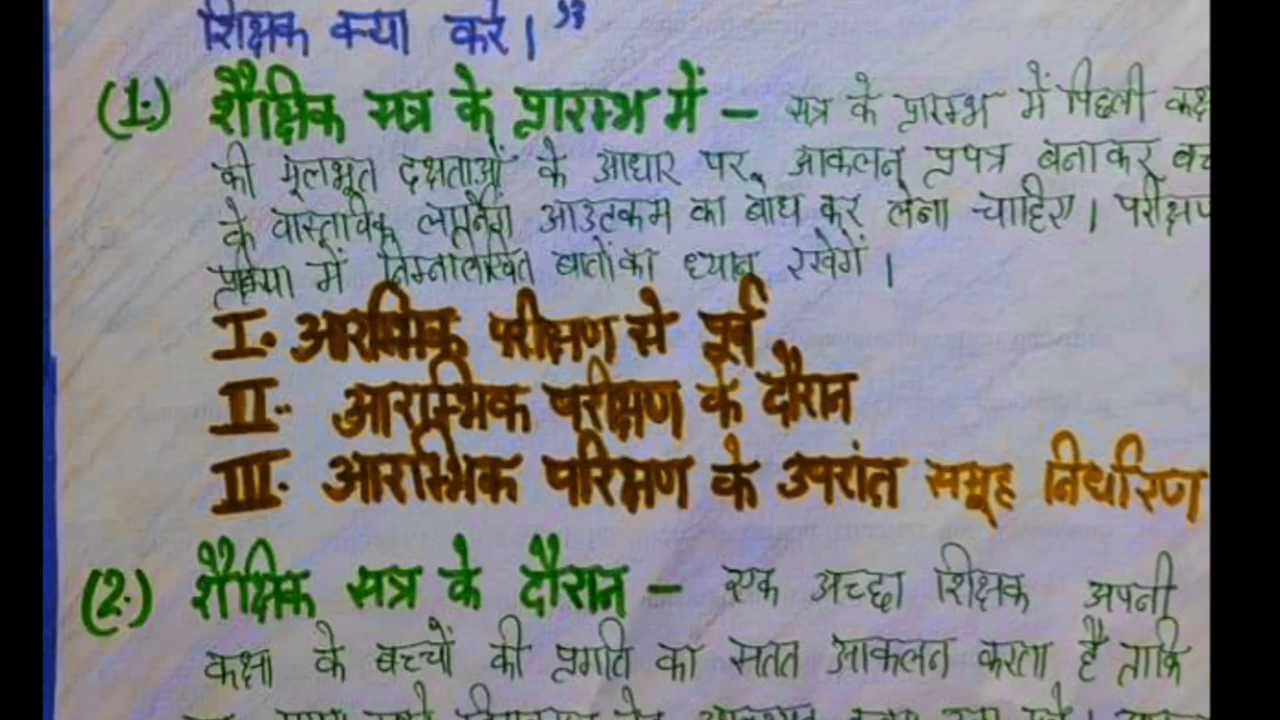 शिक्षक क्या करें।"
(1.) शैक्षिक सत्र के प्रारम्भ में – सत्र के प्रारम्भ में पिछली
की मूलभूत दक्षताओं के आधार पर, आकलन प्रपत्र बनाकर
के वास्तविक लर्निंग आउटकम का बोध कर लेना चाहिए।
प्रक्रिया में निम्नलिखित बातों का ध्यान रखेगें।
I. आरम्भिक परीक्षण से पूर्व
II. आरम्भिक परीक्षण के दौरान
III. आरम्भिक परिक्षण के उपरांत समूह निर्धारण
(2.) शैक्षिक सत्र के दौरान – एक अच्छा शिक्षक अपनी
कक्षा के बच्चों की प्रगति का सतत आकलन करता है ताकि